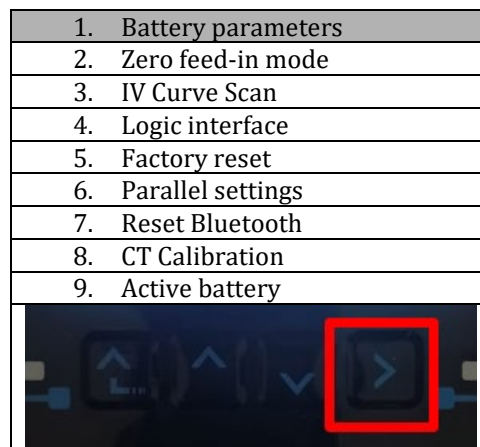 1. Battery parameters
2. Zero feed-in mode
3. IV Curve Scan
4. Logic interface
5. Factory reset
6. Parallel settings
7. Reset Bluetooth
8. CT Calibration
9. Active battery